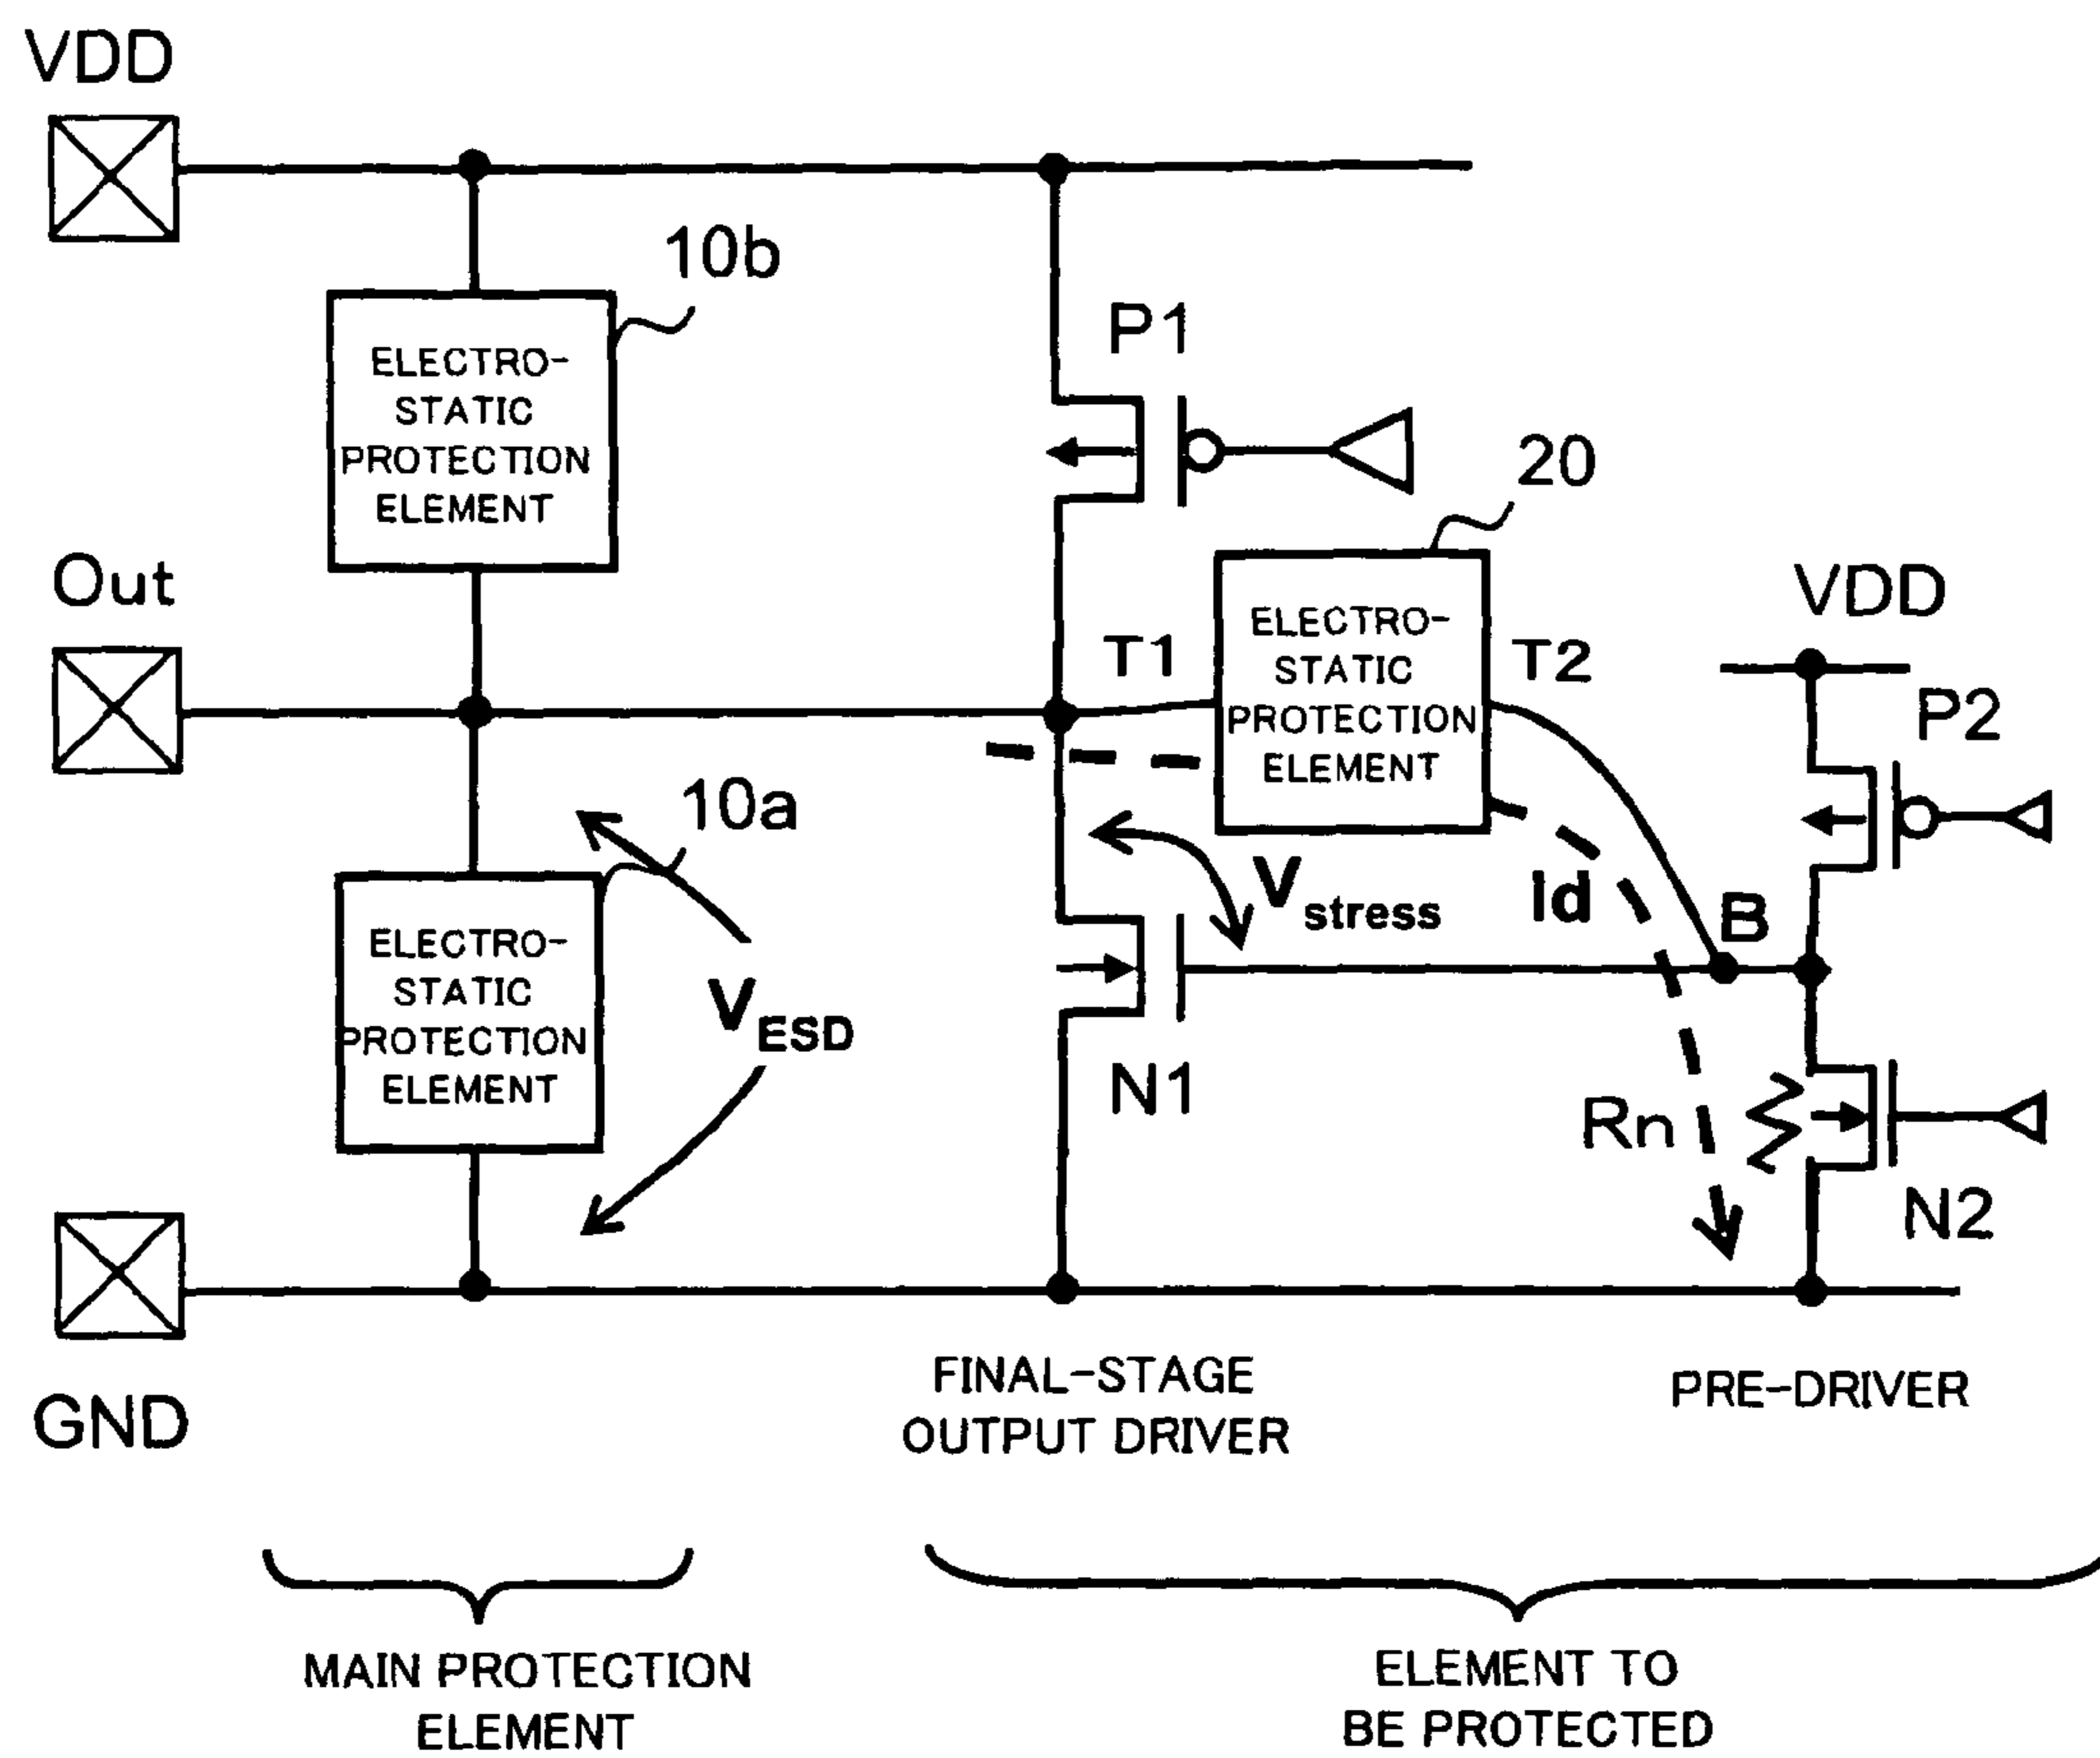 VDD
10b
ELECTRO-
STATIC
PROTECTION
ELEMENT
P1
20
Out
ELECTRO-
STATIC
PROTECTION
ELEMENT
T1
T2
VDD
P2
10a
Vstress
Id
B
ELECTRO-
STATIC
PROTECTION
ELEMENT
VESD
N1
Rn
N2
GND
FINAL-STAGE
OUTPUT DRIVER
PRE-DRIVER
MAIN PROTECTION
ELEMENT
ELEMENT TO
BE PROTECTED